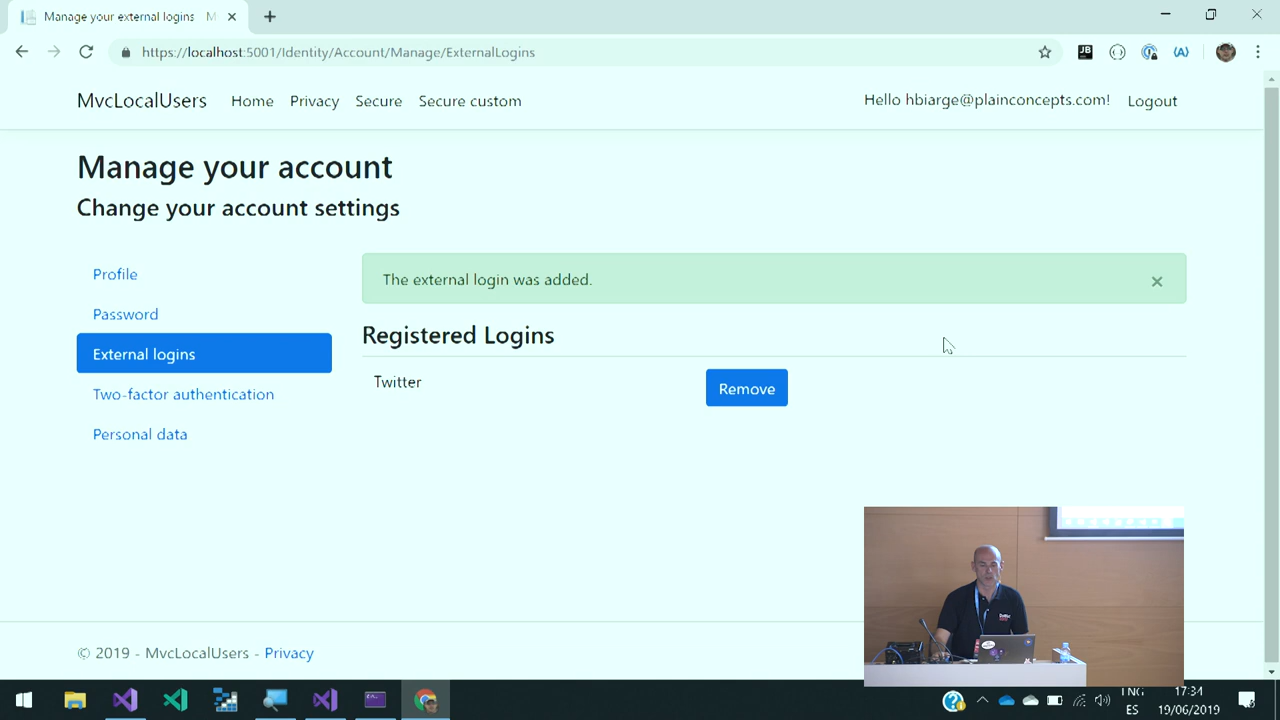 Manage your external logins
https://localhost:5001/Identity/Account/Manage/ExternalLogins
MvcLocalUsers Home Privacy Secure Secure custom Hello hbiarge@plainconcepts.com! Logout
Manage your account
Change your account settings
Profile
Password
External logins
Two-factor authentication
Personal data
The external login was added.
Registered Logins
Twitter Remove
© 2019 - MvcLocalUsers - Privacy
ENG 17:34
ES 19/06/2019